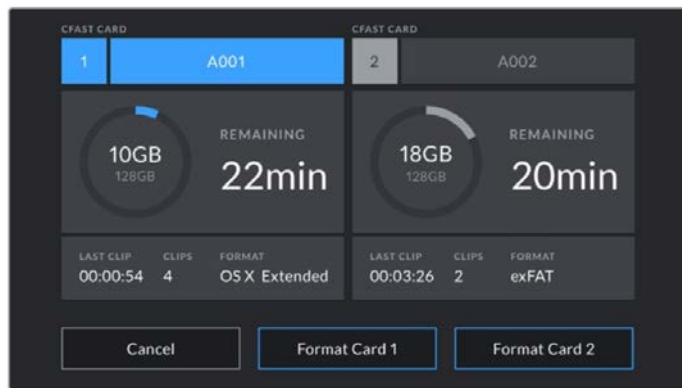 CFAST CARD
1 A001
10GB
128GB
REMAINING
22min
LAST CLIP CLIPS FORMAT
00:00:54 4 OS X Extended
CFAST CARD
2 A002
18GB
128GB
REMAINING
20min
LAST CLIP CLIPS FORMAT
00:03:26 2 exFAT
Cancel Format Card 1 Format Card 2